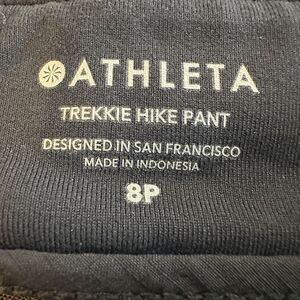 ATHLETA
TREKKIE HIKE PANT
DESIGNED IN SAN FRANCISCO
MADE IN INDONESIA
8P